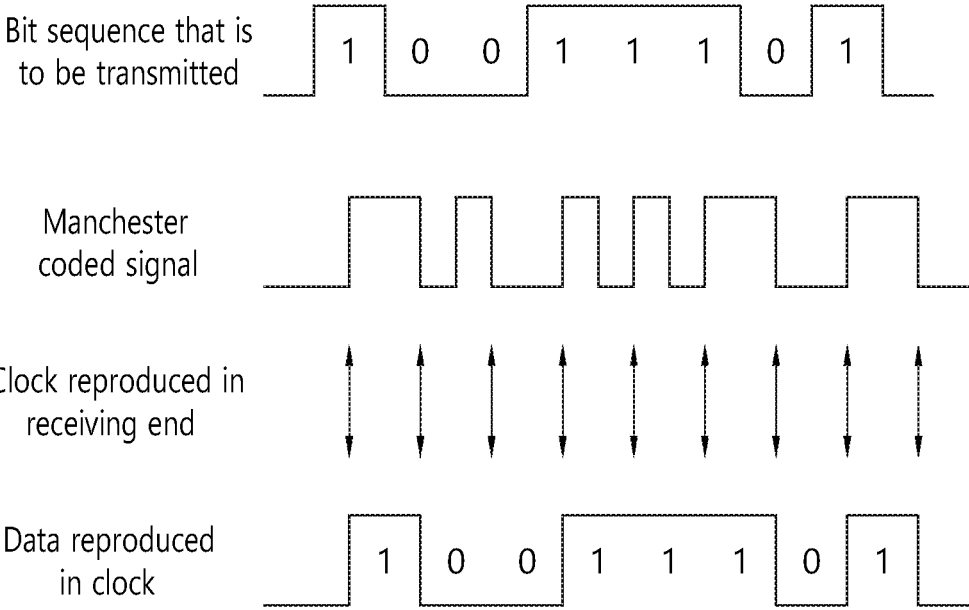 Bit sequence that is
to be transmitted
1 0 0 1 1 1 0 1
Manchester
coded signal
Clock reproduced in
receiving end
Data reproduced
in clock
1 0 0 1 1 1 0 1